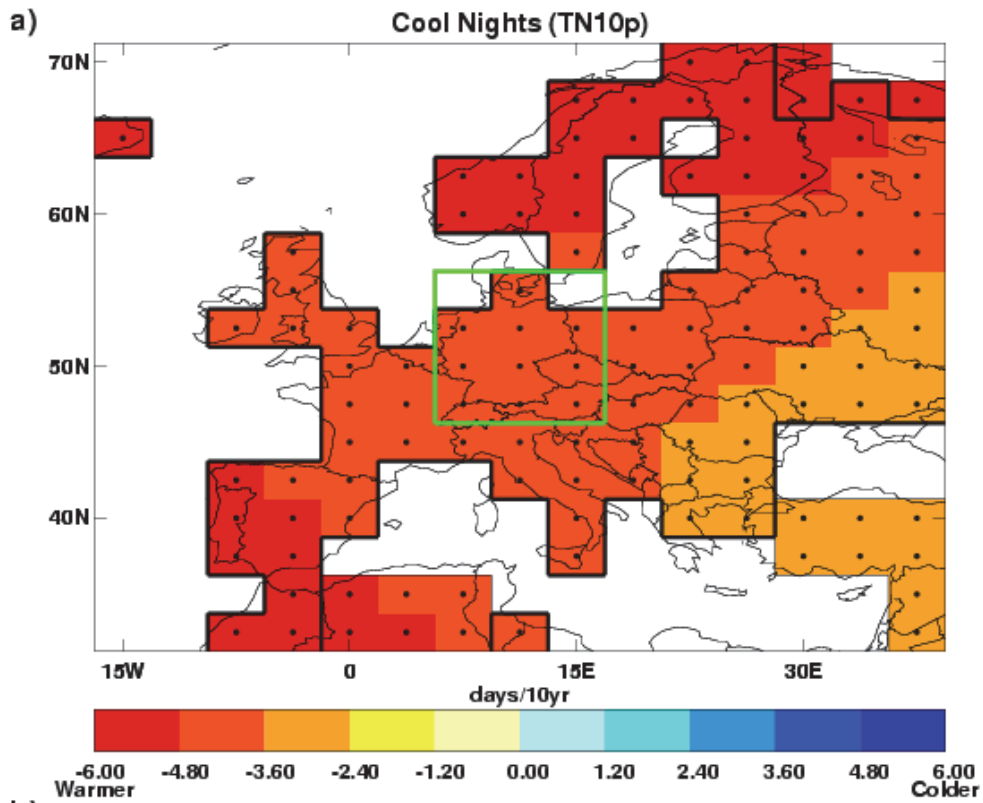 a)
Cool Nights (TN10p)
70N
60N
50N
40N
15W 0 15E 30E
days/10yr
-6.00 -4.80 -3.60 -2.40 -1.20 0.00 1.20 2.40 3.60 4.80 6.00
Warmer Colder